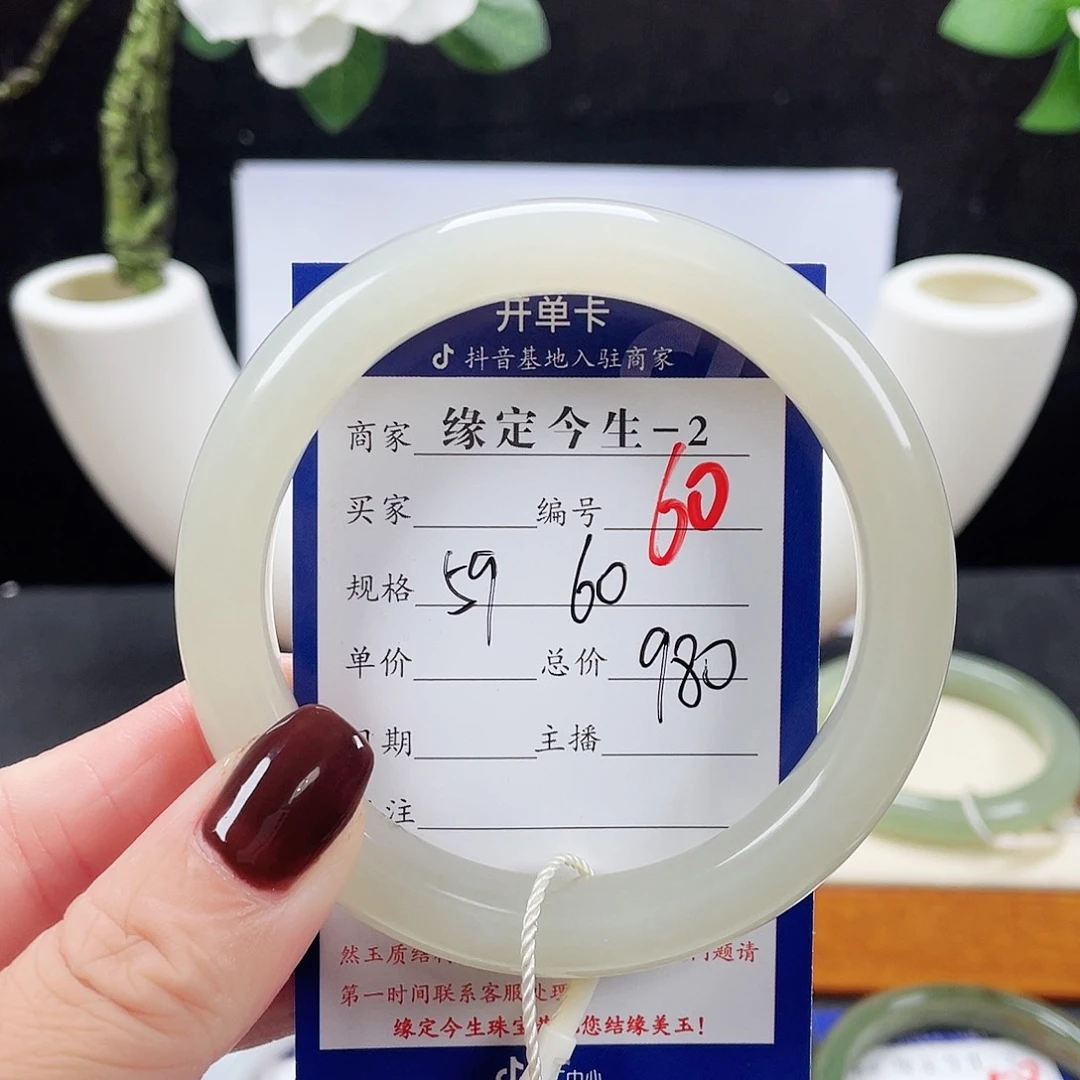 开单卡
抖音基地入驻商家
商家 缘定今生-2
买家 编号 60
规格 59 60
单价 总价 980
期 主播
注
然玉质结 问题请
第一时间联系客服处理
缘定今生珠宝 您结缘美玉!
中心